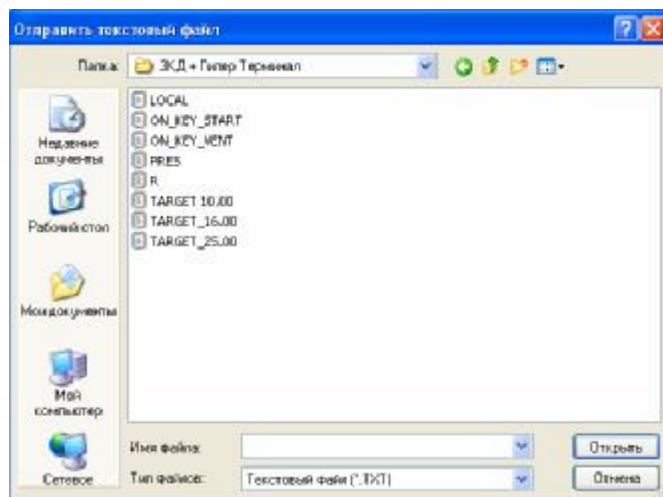 Отправить текстовый файл
Папка:
ЗКД + Гипер Терминал
LOCAL
ON_KEY_START
ON_KEY_VENT
PRES
R
TARGET 10.00
TARGET_16.00
TARGET_25.00
Недавние
документы
Рабочий стол
Мои документы
Мой
компьютер
Сетевое
Имя файла:
Открыть
Тип файлов:
Текстовый файл (*.TXT)
Отмена